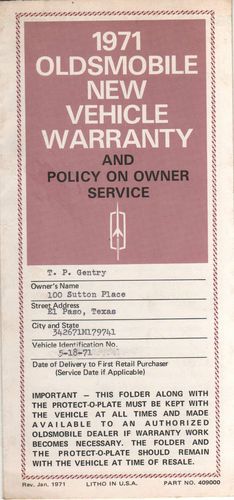 1971
OLDSMOBILE
NEW
VEHICLE
WARRANTY
AND
POLICY ON OWNER
SERVICE
T. P. Gentry
Owner's Name
100 Sutton Place
Street Address
El Paso, Texas
City and State
342671M179741
Vehicle Identification No.
5-18-71
Date of Delivery to First Retail Purchaser
(Service Date if Applicable)
IMPORTANT — THIS FOLDER ALONG WITH
THE PROTECT-O-PLATE MUST BE KEPT WITH
THE VEHICLE AT ALL TIMES AND MADE
AVAILABLE TO AN AUTHORIZED
OLDSMOBILE DEALER IF WARRANTY WORK
BECOMES NECESSARY. THE FOLDER AND
THE PROTECT-O-PLATE SHOULD REMAIN
WITH THE VEHICLE AT TIME OF RESALE.
Rev. Jan. 1971 LITHO IN U.S.A. PART NO. 409000